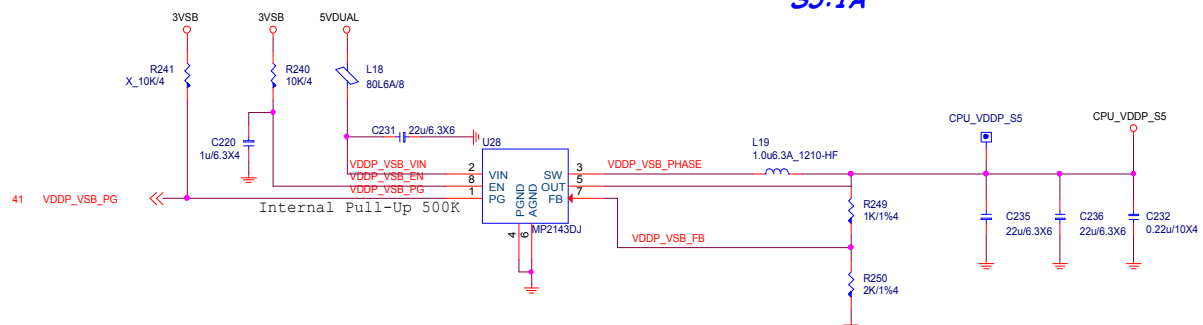 S5:1A
3VSB
3VSB
5VDUAL
R241
X_10K/4
R240
10K/4
L18
80L6A/8
C220
1u/6.3X4
C231
22u/6.3X6
U28
VDDP_VSB_VIN
VDDP_VSB_EN
VDDP_VSB_PG
2
8
1
VIN
EN
PG
PGND
AGND
SW
OUT
FB
3
5
7
4
6
MP2143DJ
41 VDDP_VSB_PG
Internal Pull-Up 500K
VDDP_VSB_PHASE
L19
1.0u6.3A_1210-HF
VDDP_VSB_FB
R249
1K/1%4
R250
2K/1%4
CPU_VDDP_S5
CPU_VDDP_S5
C235
22u/6.3X6
C236
22u/6.3X6
C232
0.22u/10X4